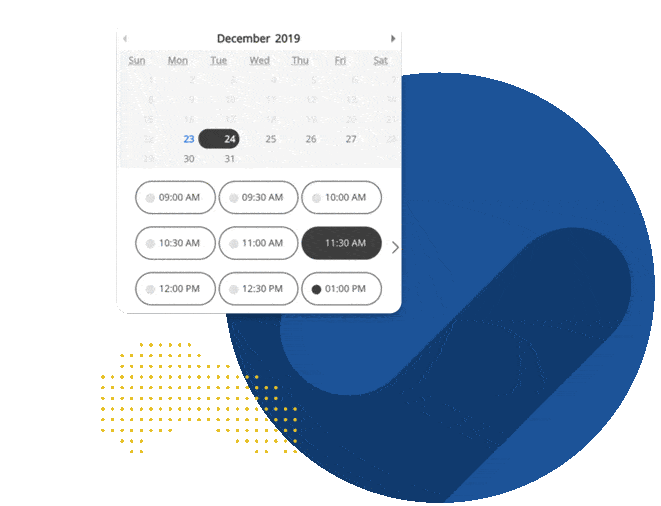 December 2019
Sun Mon Tue Wed Thu Fri Sat
1 2 3 4 5 6 7
8 9 10 11 12 13 14
15 16 17 18 19 20 21
22 23 24 25 26 27 28
29 30 31
09:00 AM 09:30 AM 10:00 AM
10:30 AM 11:00 AM 11:30 AM
12:00 PM 12:30 PM 01:00 PM